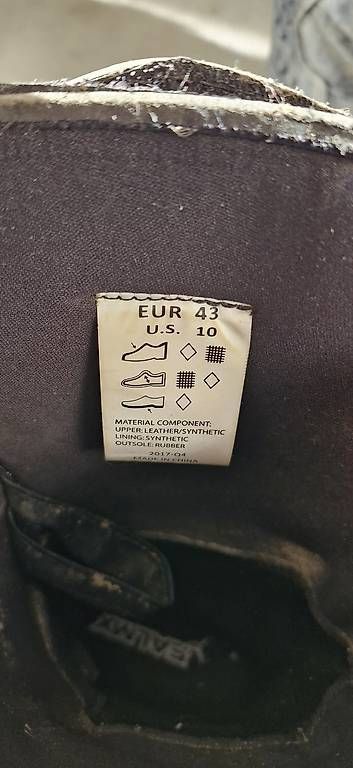 EUR 43
U.S. 10
MATERIAL COMPONENT:
UPPER: LEATHER/SYNTHETIC
LINING: SYNTHETIC
OUTSOLE: RUBBER
2017-04
MADE IN CHINA